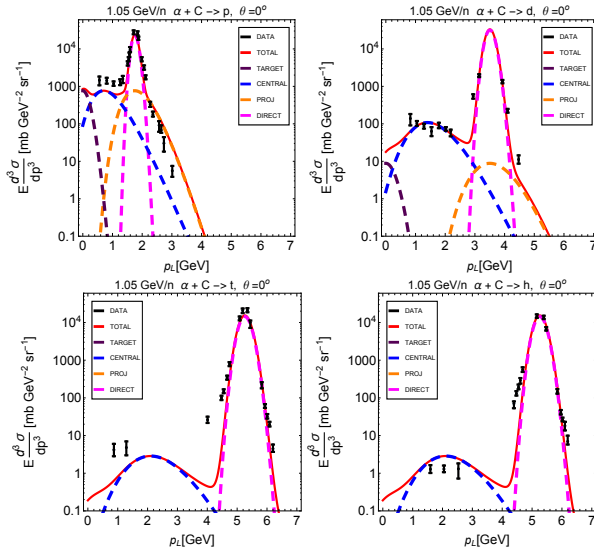 1.05 GeV/n α + C -> p, θ=0°
E d³σ/dp³ [mb GeV⁻² sr⁻¹]
10⁴
1000
100
10
1
0.1
DATA
TOTAL
TARGET
CENTRAL
PROJ
DIRECT
0 1 2 3 4 5 6 7
p_L[GeV]
1.05 GeV/n α + C -> d, θ=0°
E d³σ/dp³ [mb GeV⁻² sr⁻¹]
10⁴
1000
100
10
1
0.1
DATA
TOTAL
TARGET
CENTRAL
PROJ
DIRECT
0 1 2 3 4 5 6 7
p_L[GeV]
1.05 GeV/n α + C -> t, θ=0°
E d³σ/dp³ [mb GeV⁻² sr⁻¹]
10⁴
1000
100
10
1
0.1
DATA
TOTAL
TARGET
CENTRAL
PROJ
DIRECT
0 1 2 3 4 5 6 7
p_L[GeV]
1.05 GeV/n α + C -> h, θ=0°
E d³σ/dp³ [mb GeV⁻² sr⁻¹]
10⁴
1000
100
10
1
0.1
DATA
TOTAL
TARGET
CENTRAL
PROJ
DIRECT
0 1 2 3 4 5 6 7
p_L[GeV]